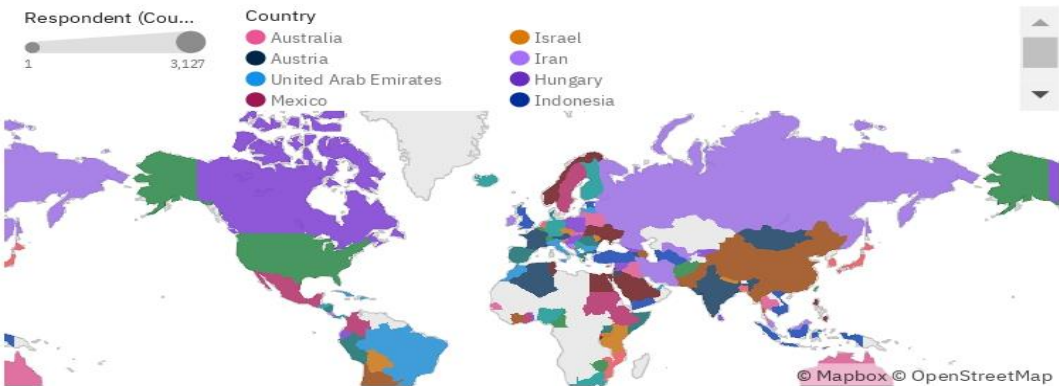 Respondent (Cou...
1
3,127
Country
Australia
Austria
United Arab Emirates
Mexico
Israel
Iran
Hungary
Indonesia
© Mapbox © OpenStreetMap